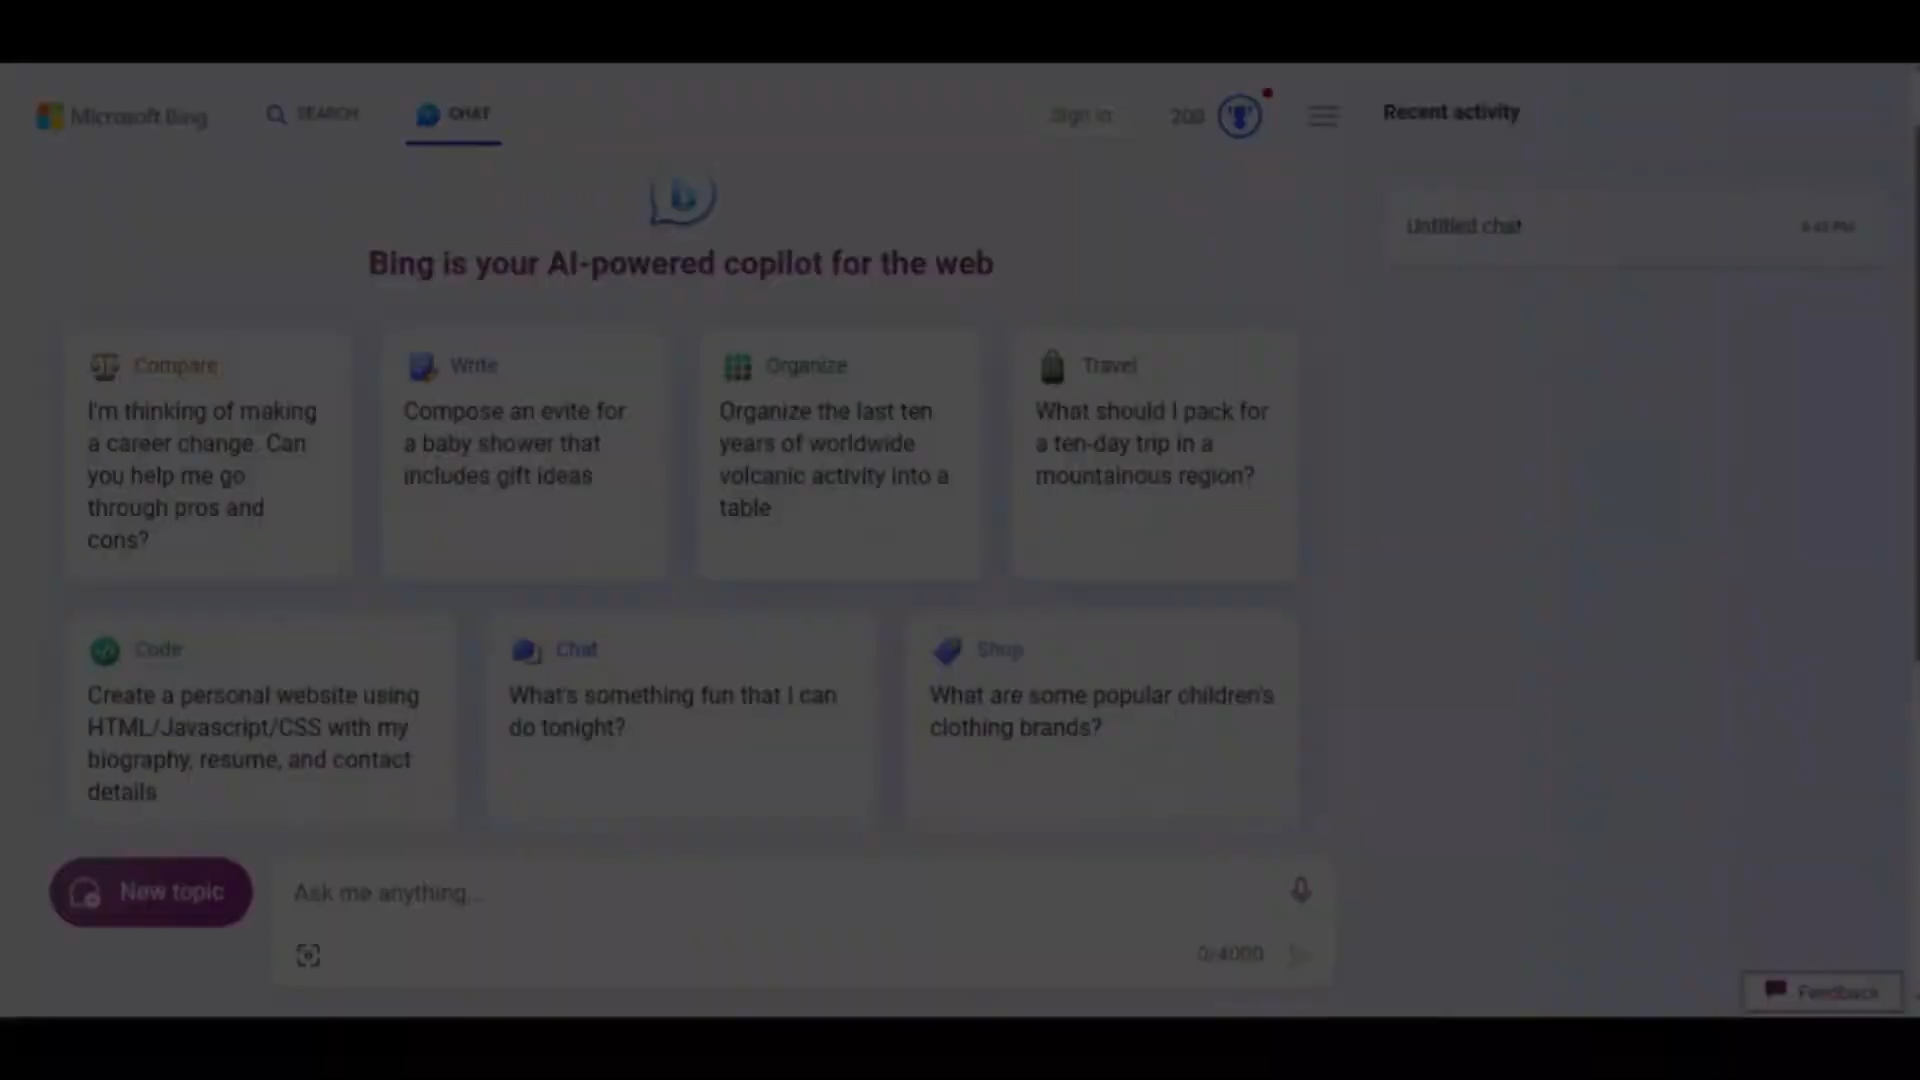 Microsoft Bing
SEARCH
CHAT
Sign in
200
Recent activity
Untitled chat
Bing is your AI-powered copilot for the web
Compare
I'm thinking of making
a career change. Can
you help me go
through pros and
cons?
Write
Compose an evite for
a baby shower that
includes gift ideas
Organize
Organize the last ten
years of worldwide
volcanic activity into a
table
Travel
What should I pack for
a ten-day trip in a
mountainous region?
Code
Create a personal website using
HTML/Javascript/CSS with my
biography, resume, and contact
details
Chat
What's something fun that I can
do tonight?
Shop
What are some popular children's
clothing brands?
New topic
Ask me anything...
0/4000
Feedback